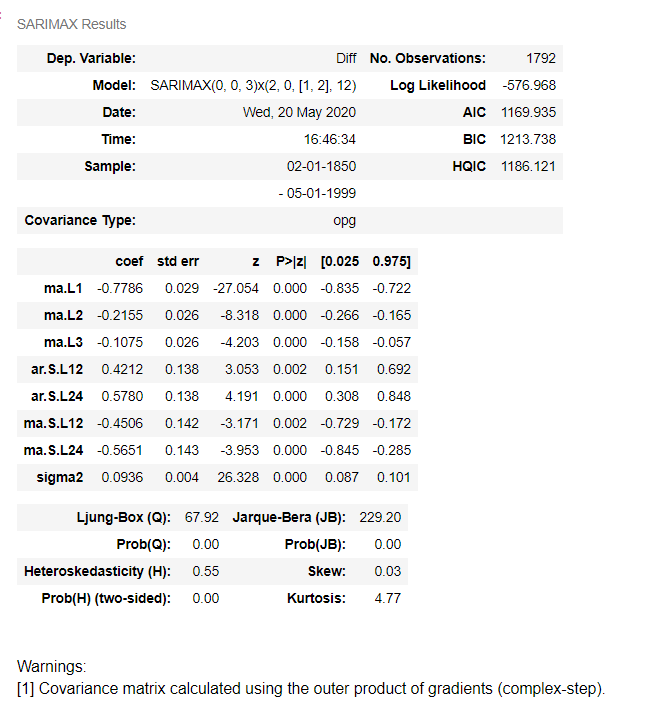 SARIMAX Results
Dep. Variable: Diff No. Observations: 1792
Model: SARIMAX(0, 0, 3)x(2, 0, [1, 2], 12) Log Likelihood -576.968
Date: Wed, 20 May 2020 AIC 1169.935
Time: 16:46:34 BIC 1213.738
Sample: 02-01-1850 HQIC 1186.121
- 05-01-1999
Covariance Type: opg
coef std err z P>|z| [0.025 0.975]
ma.L1 -0.7786 0.029 -27.054 0.000 -0.835 -0.722
ma.L2 -0.2155 0.026 -8.318 0.000 -0.266 -0.165
ma.L3 -0.1075 0.026 -4.203 0.000 -0.158 -0.057
ar.S.L12 0.4212 0.138 3.053 0.002 0.151 0.692
ar.S.L24 0.5780 0.138 4.191 0.000 0.308 0.848
ma.S.L12 -0.4506 0.142 -3.171 0.002 -0.729 -0.172
ma.S.L24 -0.5651 0.143 -3.953 0.000 -0.845 -0.285
sigma2 0.0936 0.004 26.328 0.000 0.087 0.101
Ljung-Box (Q): 67.92 Jarque-Bera (JB): 229.20
Prob(Q): 0.00 Prob(JB): 0.00
Heteroskedasticity (H): 0.55 Skew: 0.03
Prob(H) (two-sided): 0.00 Kurtosis: 4.77
Warnings:
[1] Covariance matrix calculated using the outer product of gradients (complex-step).